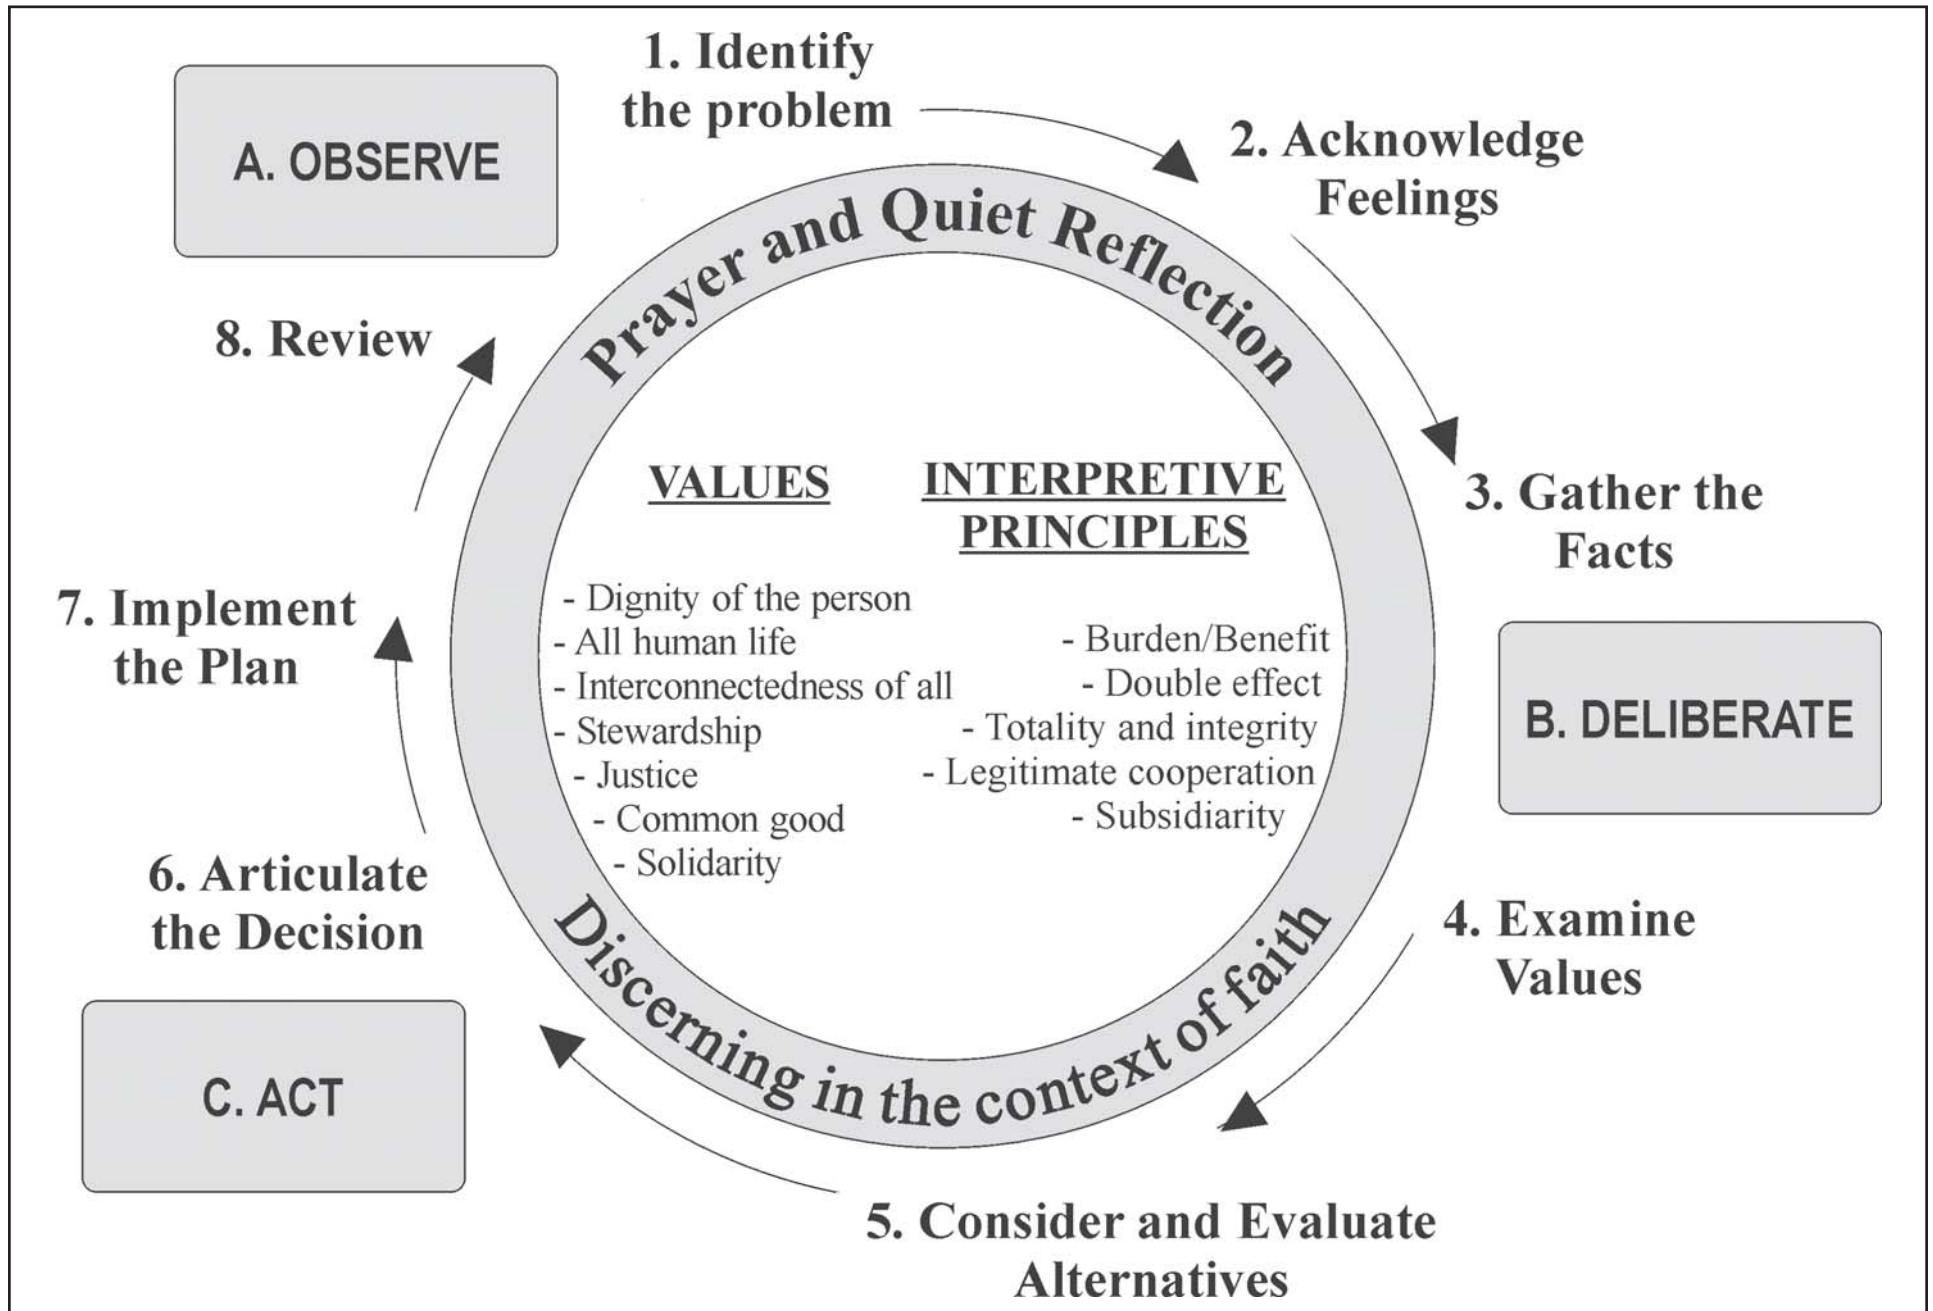 A. OBSERVE
1. Identify
the problem
2. Acknowledge
Feelings
3. Gather the
Facts
B. DELIBERATE
4. Examine
Values
5. Consider and Evaluate
Alternatives
C. ACT
6. Articulate
the Decision
7. Implement
the Plan
8. Review
Prayer and Quiet Reflection
VALUES
- Dignity of the person
- All human life
- Interconnectedness of all
- Stewardship
- Justice
- Common good
- Solidarity
INTERPRETIVE
PRINCIPLES
- Burden/Benefit
- Double effect
- Totality and integrity
- Legitimate cooperation
- Subsidiarity
Discerning in the context of faith